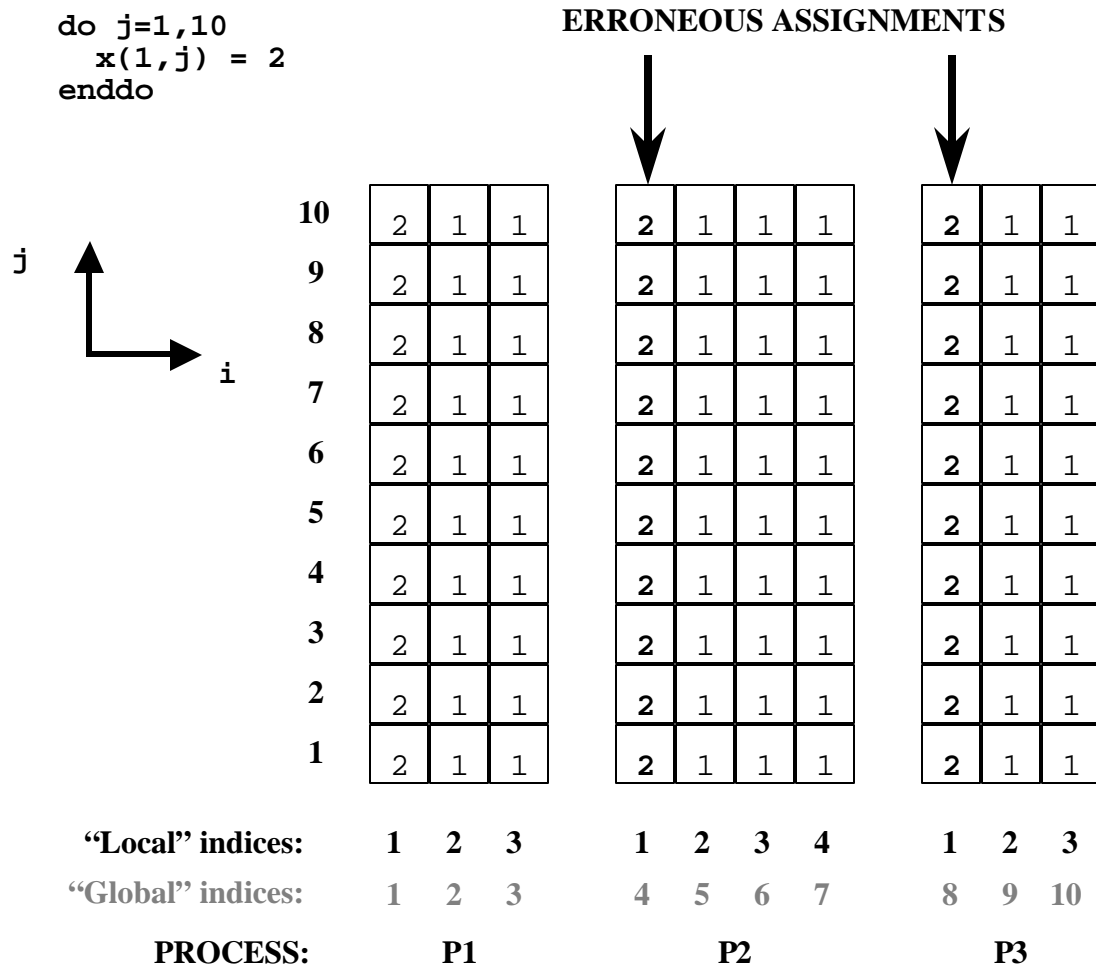 do j=1,10
x(1,j) = 2
enddo
ERRONEOUS ASSIGNMENTS
j
i
10 2 1 1 2 1 1 1 2 1 1
9 2 1 1 2 1 1 1 2 1 1
8 2 1 1 2 1 1 1 2 1 1
7 2 1 1 2 1 1 1 2 1 1
6 2 1 1 2 1 1 1 2 1 1
5 2 1 1 2 1 1 1 2 1 1
4 2 1 1 2 1 1 1 2 1 1
3 2 1 1 2 1 1 1 2 1 1
2 2 1 1 2 1 1 1 2 1 1
1 2 1 1 2 1 1 1 2 1 1
“Local” indices: 1 2 3 1 2 3 4 1 2 3
“Global” indices: 1 2 3 4 5 6 7 8 9 10
PROCESS: P1 P2 P3